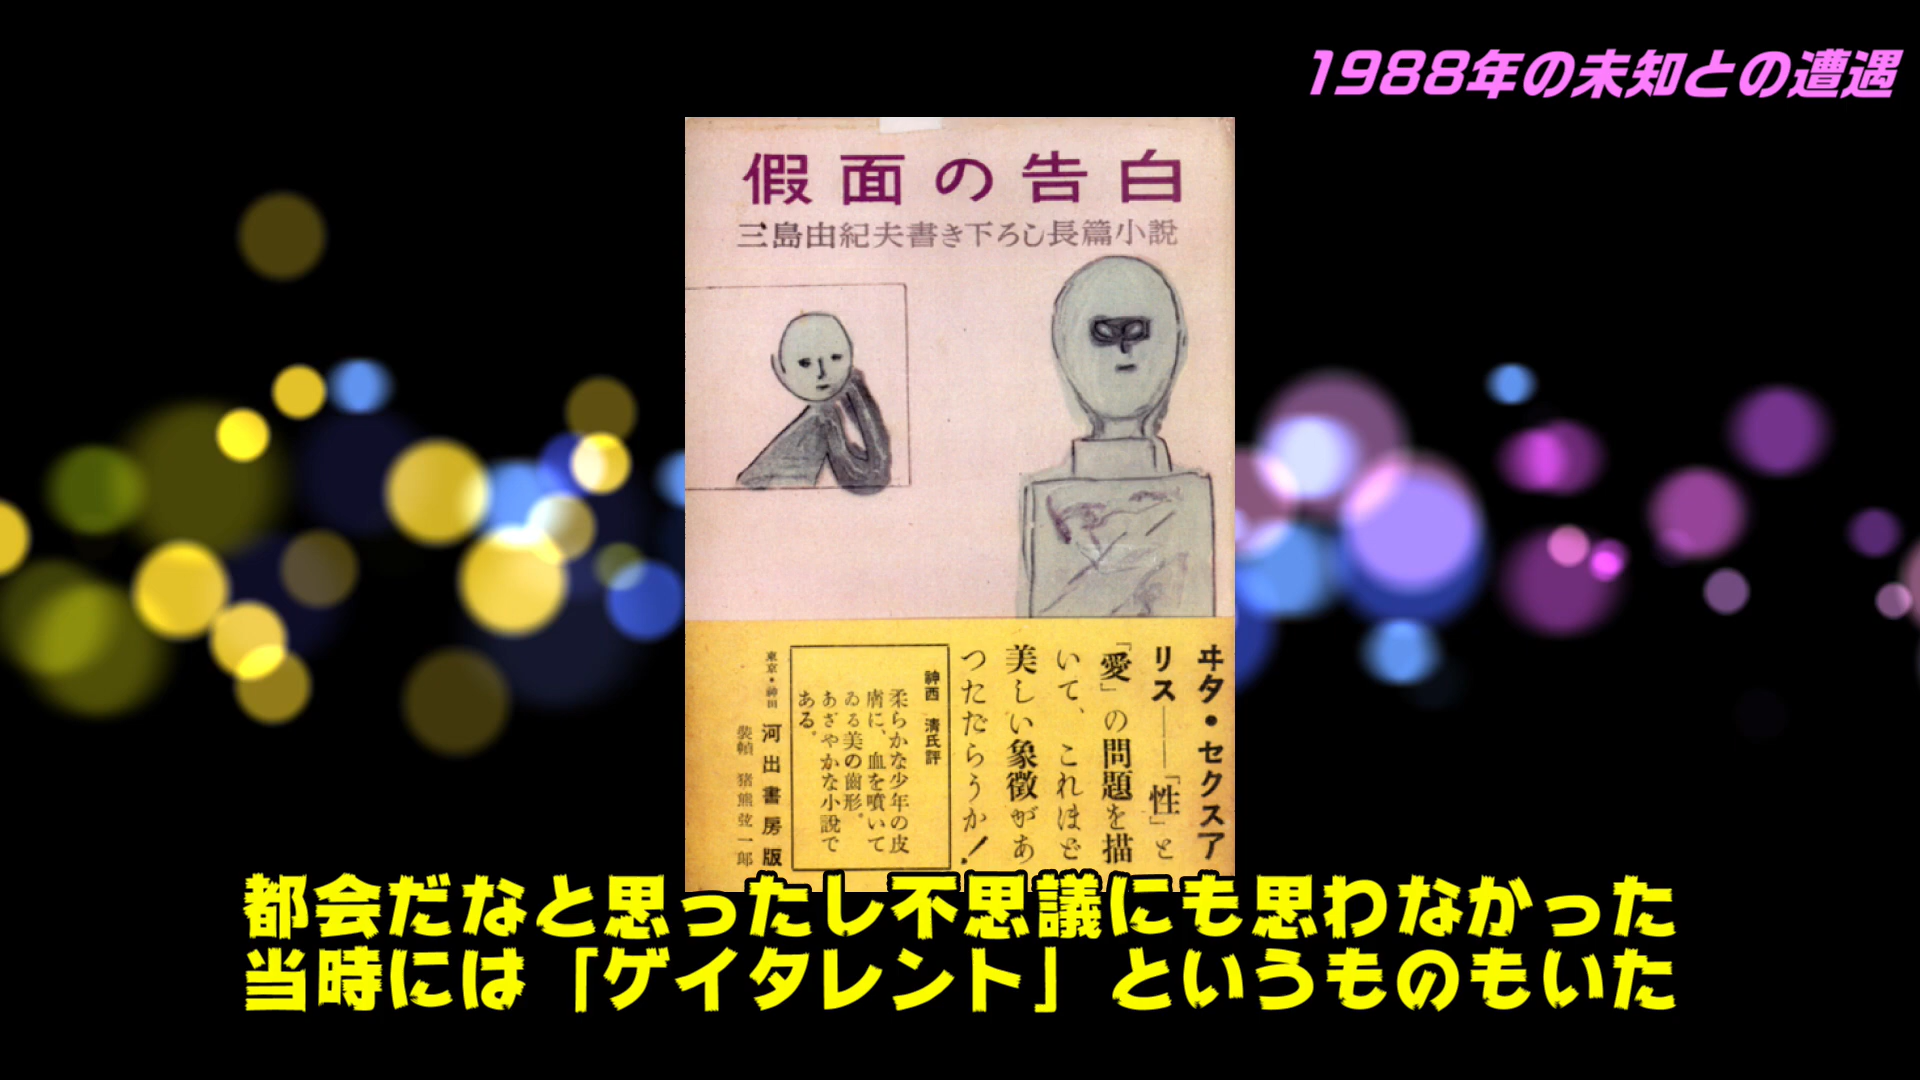 1988年の未知との遭遇
假面の告白
三島由紀夫書き下ろし長篇小説
ヰタ・セクスア
リス――「性」と
「愛」の問題を描
いて、これほど
美しい象徴があ
つただらうか!
神西 清氏評
柔らかな少年の皮
膚に、血を噴いて
ゐる美の齒形。
あざやかな小説で
ある。
東京・神田 河出書房版
装幀 猪熊弦一郎
都会だなと思ったし不思議にも思わなかった
当時には「ゲイタレント」というものもいた